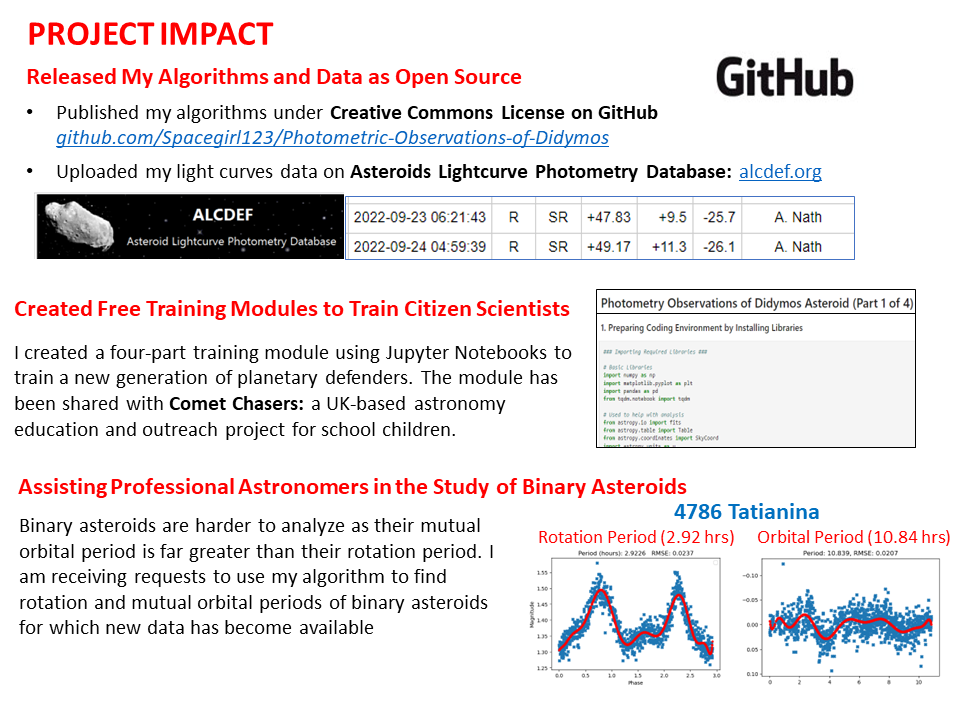 PROJECT IMPACT
Released My Algorithms and Data as Open Source
GitHub
• Published my algorithms under Creative Commons License on GitHub
github.com/Spacegirl123/Photometric-Observations-of-Didymos
• Uploaded my light curves data on Asteroids Lightcurve Photometry Database: alcdef.org
ALCDEF
Asteroid Lightcurve Photometry Database
2022-09-23 06:21:43 R SR +47.83 +9.5 -25.7 A. Nath
2022-09-24 04:59:39 R SR +49.17 +11.3 -26.1 A. Nath
Created Free Training Modules to Train Citizen Scientists
I created a four-part training module using Jupyter Notebooks to
train a new generation of planetary defenders. The module has
been shared with Comet Chasers: a UK-based astronomy
education and outreach project for school children.
Photometry Observations of Didymos Asteroid (Part 1 of 4)
1. Preparing Coding Environment by Installing Libraries
### Importing Required Libraries ###
# Basic Libraries
import numpy as np
import matplotlib.pyplot as plt
import pandas as pd
from tqdm.notebook import tqdm
# Used to help with analysis
from astropy.io import fits
from astropy.table import Table
from astropy.coordinates import SkyCoord
import astropy.units as u
Assisting Professional Astronomers in the Study of Binary Asteroids
Binary asteroids are harder to analyze as their mutual
orbital period is far greater than their rotation period. I
am receiving requests to use my algorithm to find
rotation and mutual orbital periods of binary asteroids
for which new data has become available
4786 Tatianina
Rotation Period (2.92 hrs)
Period (hours): 2.9226 RMSE: 0.0237
Magnitude
1.55
1.50
1.45
1.40
1.35
1.30
1.25
0.0 0.5 1.0 1.5 2.0 2.5 3.0
Phase
Orbital Period (10.84 hrs)
Period: 10.839, RMSE: 0.0207
-0.10
-0.05
0.00
0.05
0.10
0 2 4 6 8 10